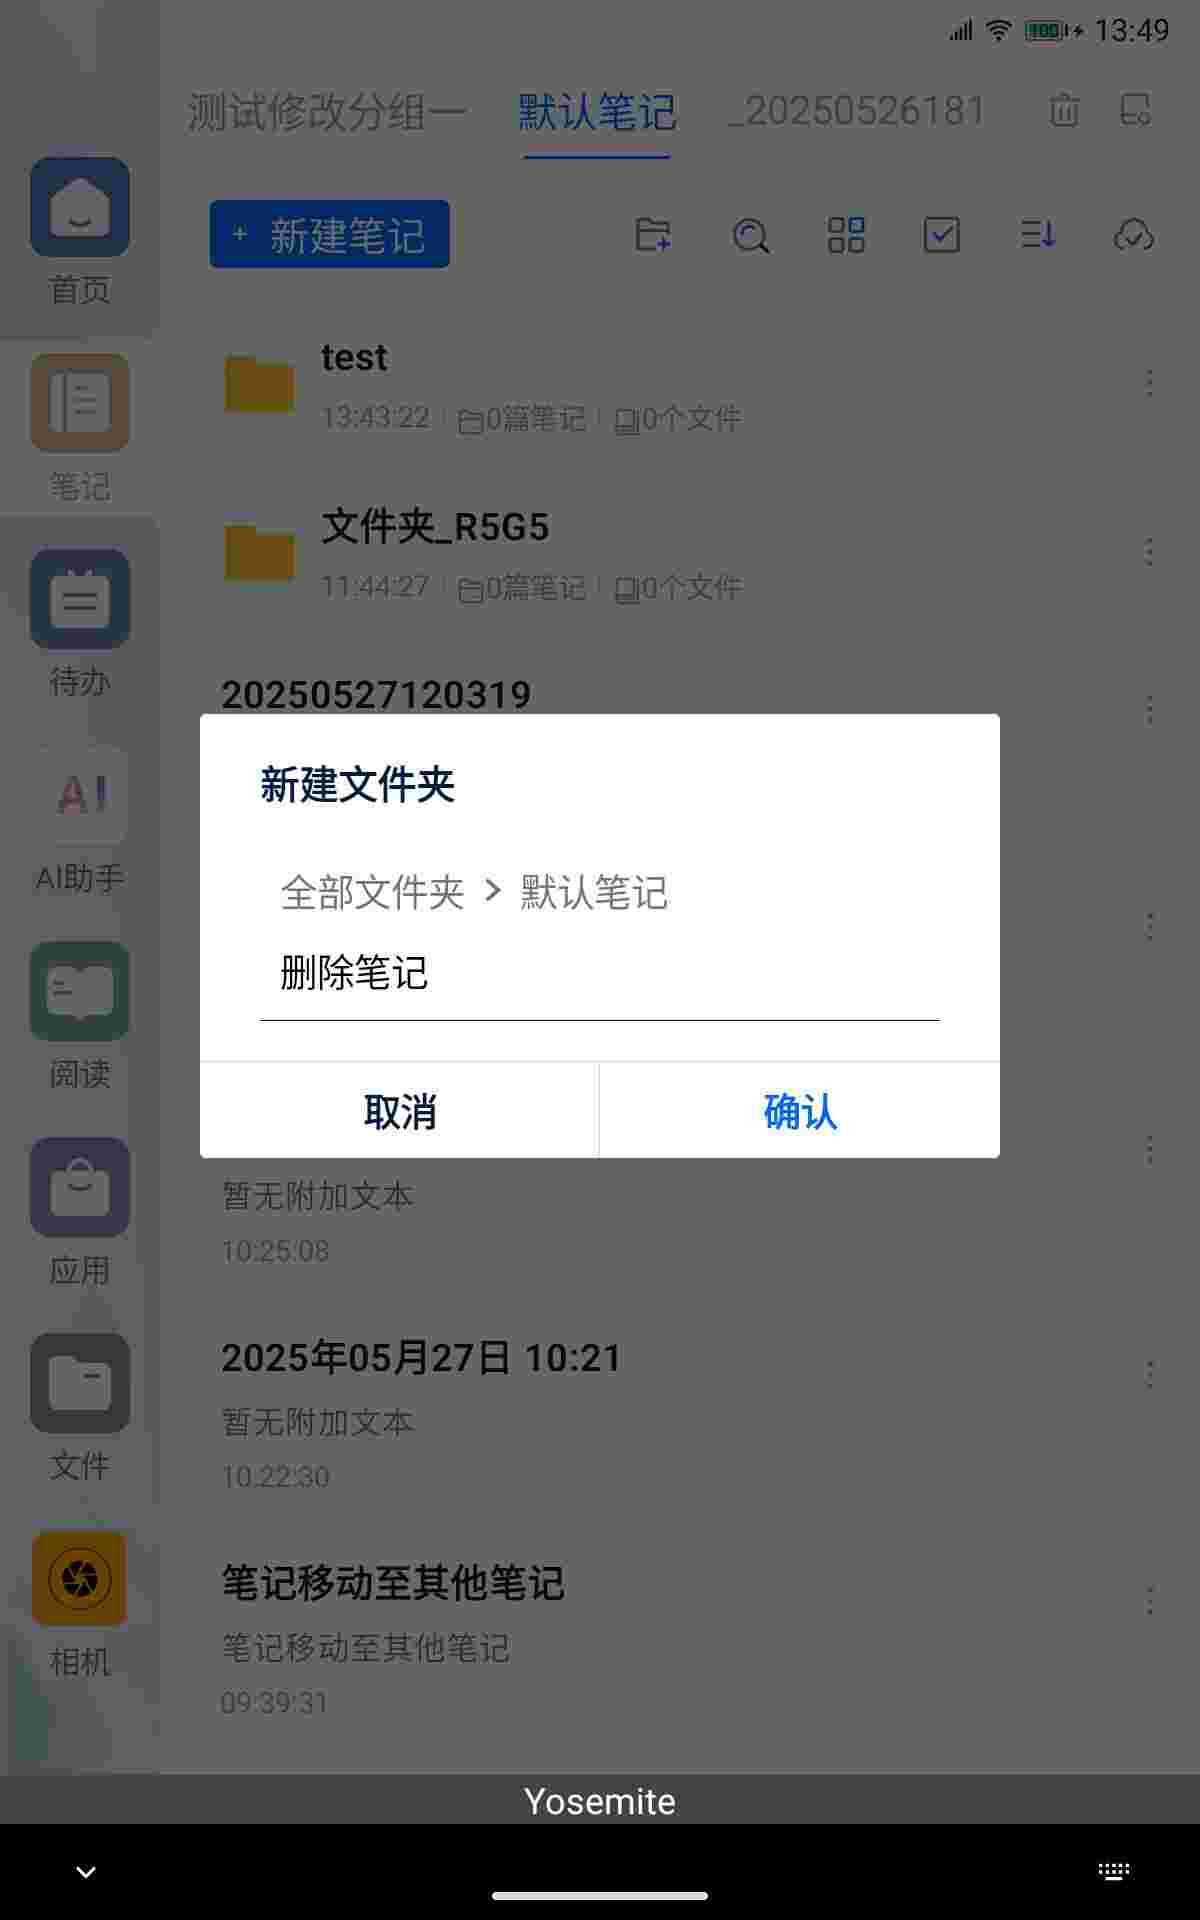 13:49
测试修改分组一 默认笔记 _20250526181
+ 新建笔记
首页
笔记
待办
AI
AI助手
阅读
应用
文件
相机
test
13:43:22 0篇笔记 0个文件
文件夹_R5G5
11:44:27 0篇笔记 0个文件
20250527120319
新建文件夹
全部文件夹 > 默认笔记
删除笔记
取消 确认
暂无附加文本
10:25:08
2025年05月27日 10:21
暂无附加文本
10:22:30
笔记移动至其他笔记
笔记移动至其他笔记
09:39:31
Yosemite